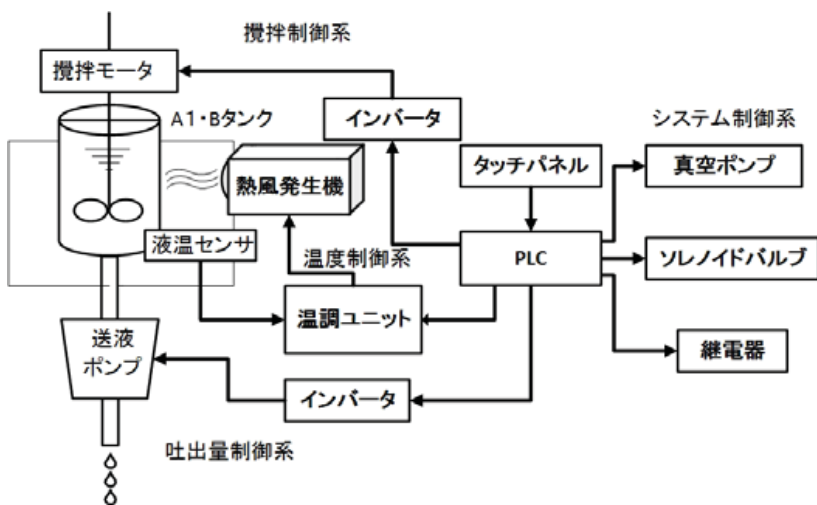 攪拌制御系
攪拌モータ
A1・Bタンク
インバータ
システム制御系
タッチパネル
真空ポンプ
熱風発生機
液温センサ
温度制御系
PLC
ソレノイドバルブ
温調ユニット
送液
ポンプ
継電器
インバータ
吐出量制御系